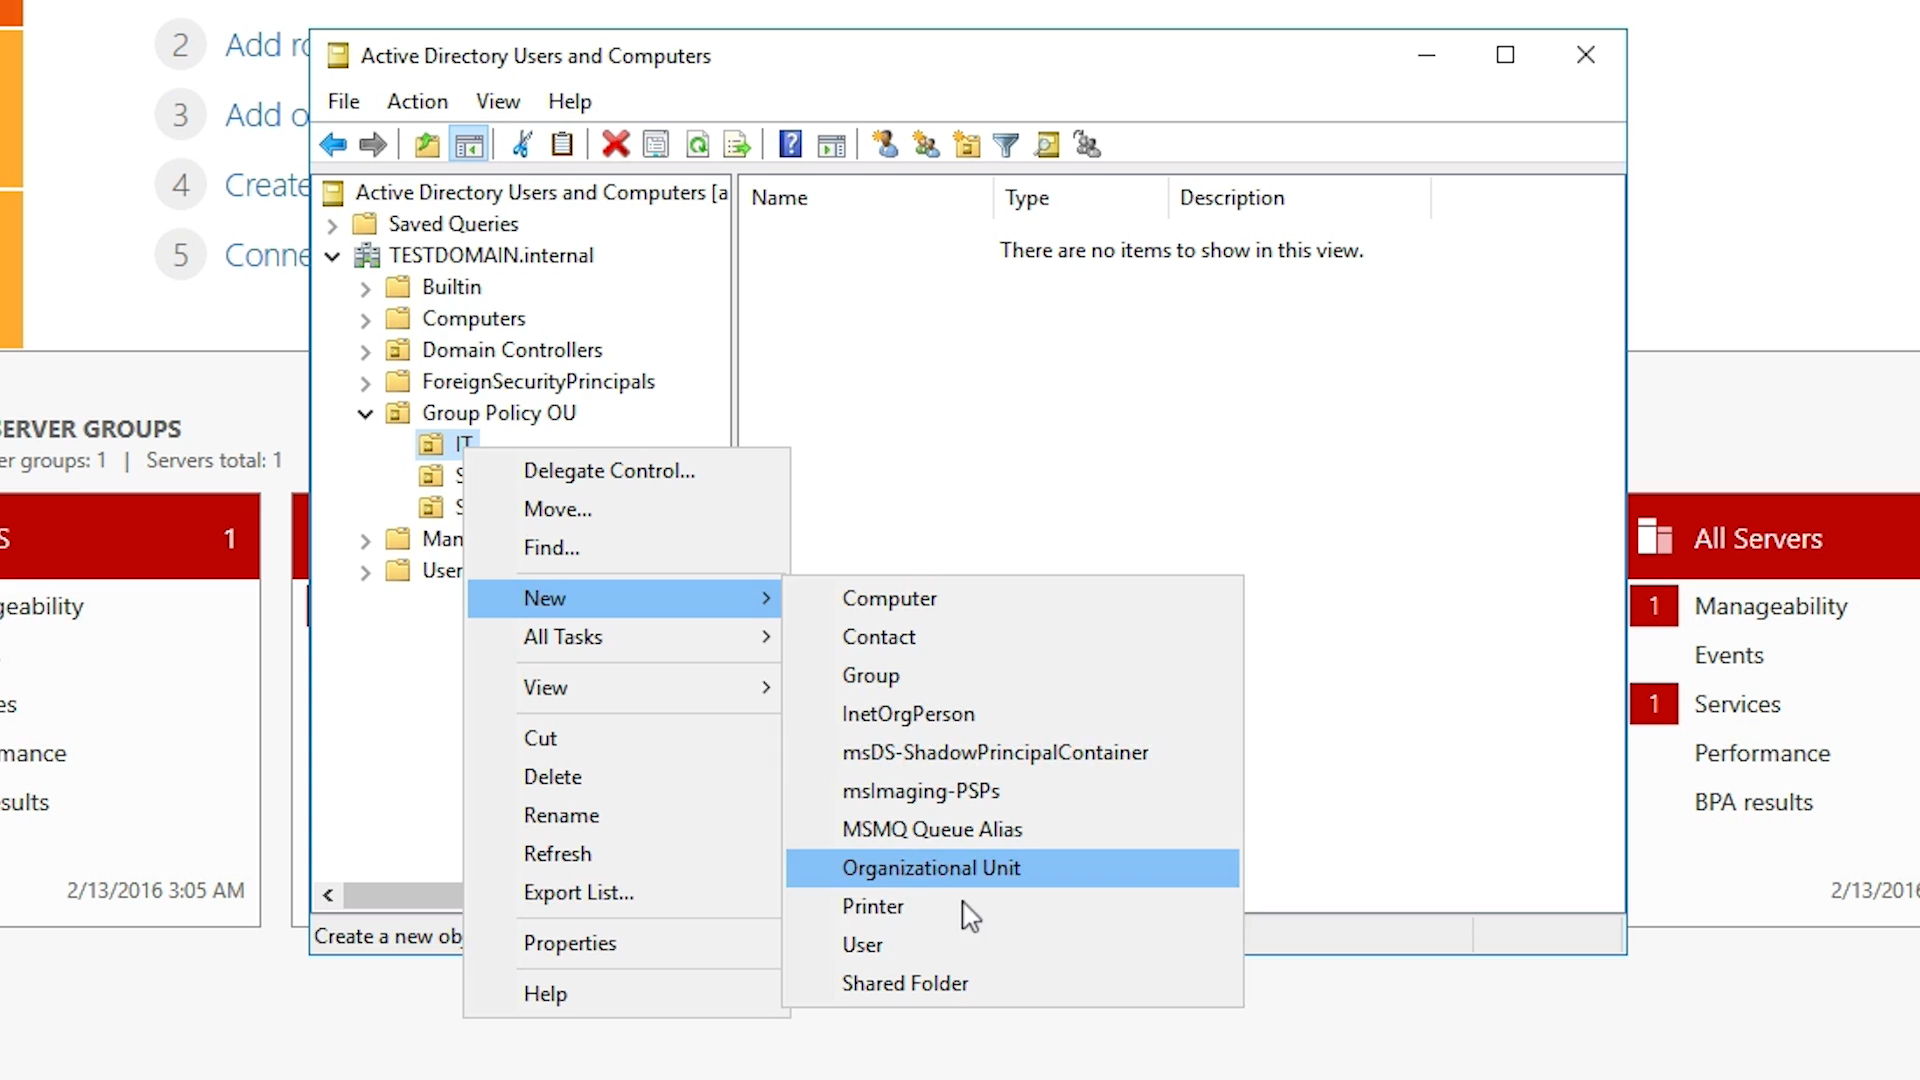 2 Add ro
3 Add o
4 Create
5 Conne
SERVER GROUPS
er groups: 1 | Servers total: 1
S 1
geability
es
mance
sults
2/13/2016 3:05 AM
Active Directory Users and Computers
File Action View Help
Active Directory Users and Computers [a
Saved Queries
TESTDOMAIN.internal
Builtin
Computers
Domain Controllers
ForeignSecurityPrincipals
Group Policy OU
IT
S
S
Man
User
Name Type Description
There are no items to show in this view.
Create a new obj
Delegate Control...
Move...
Find...
New
All Tasks
View
Cut
Delete
Rename
Refresh
Export List...
Properties
Help
Computer
Contact
Group
InetOrgPerson
msDS-ShadowPrincipalContainer
msImaging-PSPs
MSMQ Queue Alias
Organizational Unit
Printer
User
Shared Folder
All Servers
1 Manageability
Events
1 Services
Performance
BPA results
2/13/2016